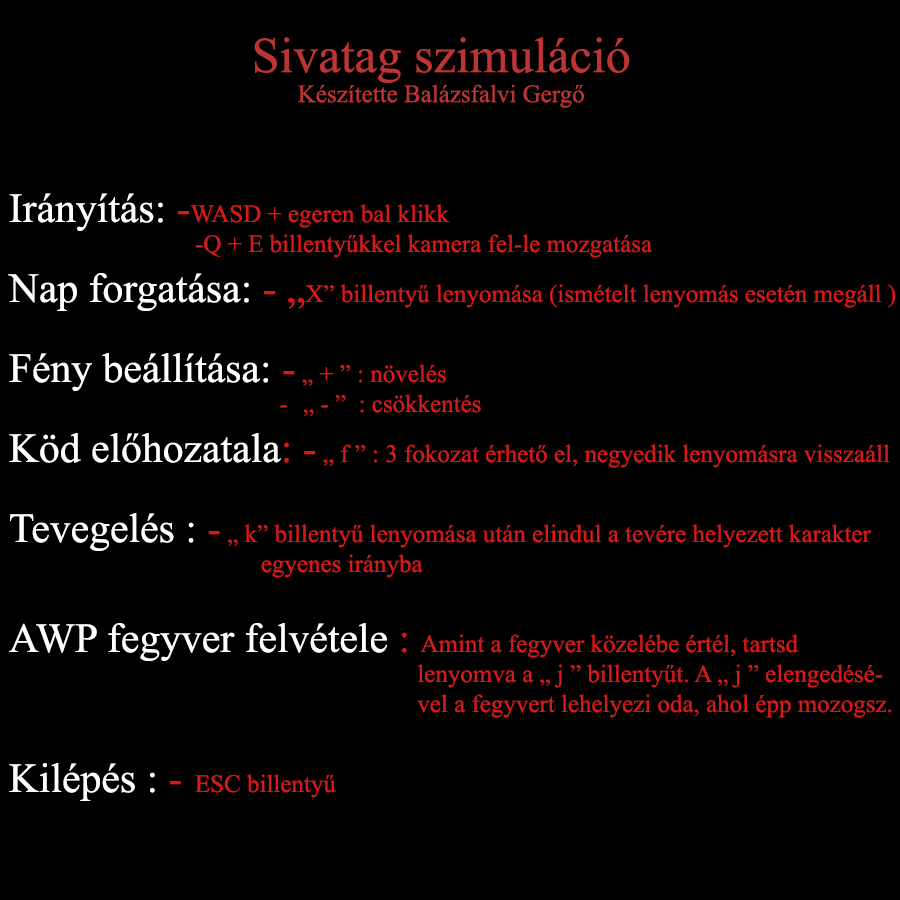 Sivatag szimuláció
Készítette Balázsfalvi Gergő
Irányítás: -WASD + egeren bal klikk
-Q + E billentyűkkel kamera fel-le mozgatása
Nap forgatása: - „X” billentyű lenyomása (ismételt lenyomás esetén megáll )
Fény beállítása: - „ + ” : növelés
- „ - ” : csökkentés
Köd előhozatala: - „ f ” : 3 fokozat érhető el, negyedik lenyomásra visszaáll
Tevegelés : - „ k” billentyű lenyomása után elindul a tevére helyezett karakter
egyenes irányba
AWP fegyver felvétele : Amint a fegyver közelébe értél, tartsd
lenyomva a „ j ” billentyűt. A „ j ” elengedésé-
vel a fegyvert lehelyezi oda, ahol épp mozogsz.
Kilépés : - ESC billentyű